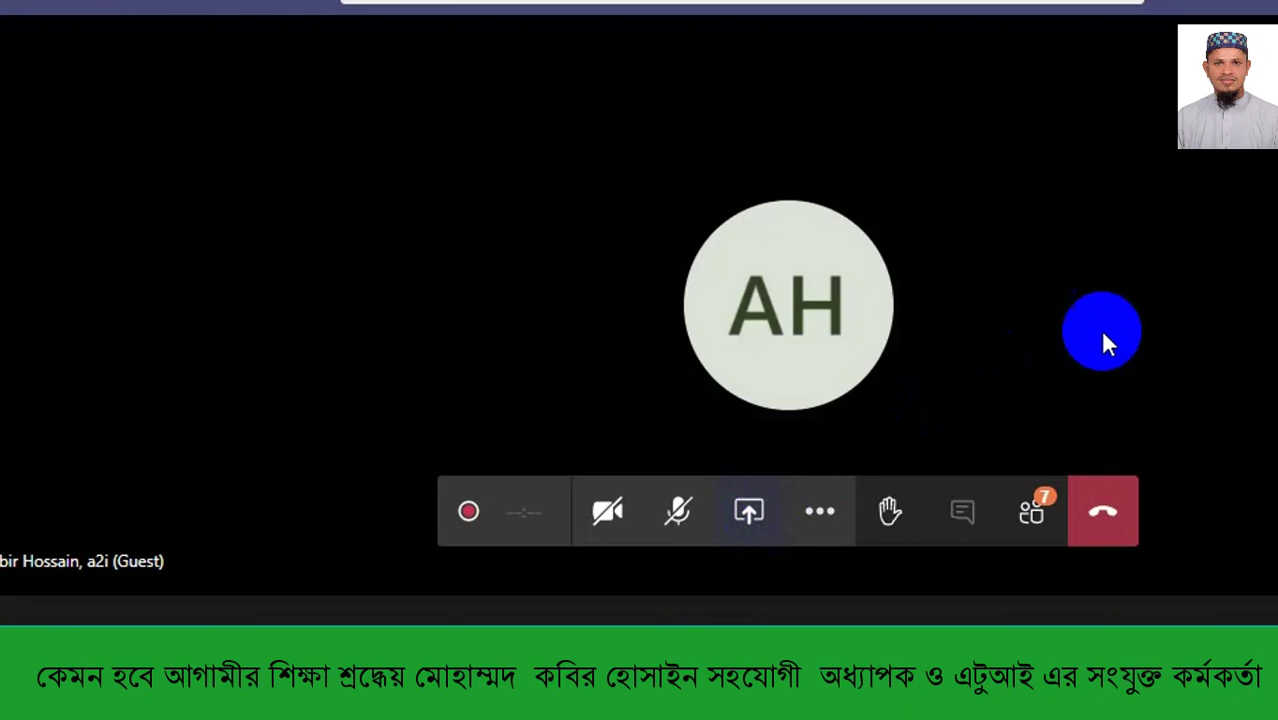 AH
7
bir Hossain, a2i (Guest)
কেমন হবে আগামীর শিক্ষা শ্রদ্ধেয় মোহাম্মদ কবির হোসাইন সহযোগী অধ্যাপক ও এটুআই এর সংযুক্ত কর্মকর্তা